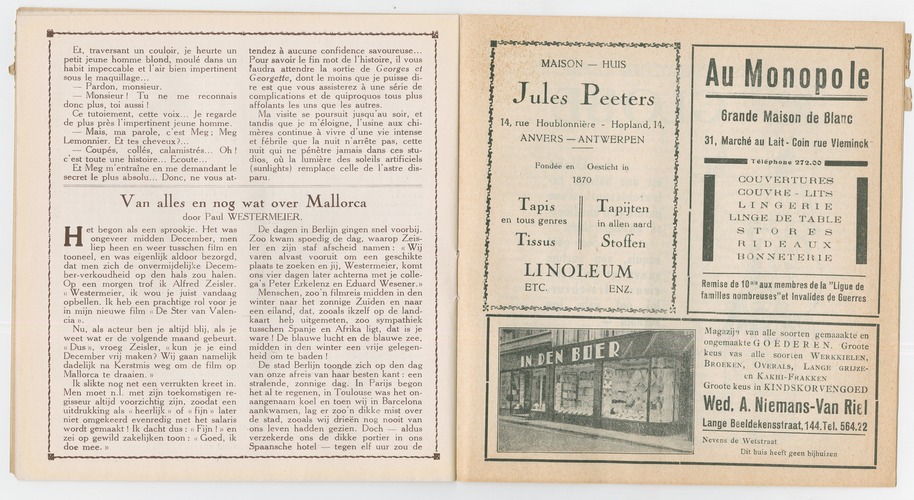 Et, traversant un couloir, je heurte un
petit jeune homme blond, moulé dans un
habit impeccable et l'air bien impertinent
sous le maquillage...
— Pardon, monsieur.
— Monsieur! Tu ne me reconnais
donc plus, toi aussi!
Ce tutoiement, cette voix... Je regarde
de plus près l'impertinent jeune homme.
— Mais, ma parole, c'est Meg; Meg
Lemonnier. Et tes cheveux?...
— Coupés, collés, calamistrés... Oh!
c'est toute une histoire... Ecoute...
Et Meg m'entraîne en me demandant le
secret le plus absolu... Donc, ne vous at-
tendez à aucune confidence savoureuse...
Pour savoir le fin mot de l'histoire, il vous
faudra attendre la sortie de Georges et
Georgette, dont le moins que je puisse di-
re est que vous assisterez à une série de
complications et de quiproquos tous plus
affolants les uns que les autres.
Ma visite se poursuit jusqu'au soir, et
tandis que je m'éloigne, l'usine aux chi-
mères continue à vivre d'une vie intense
et fébrile que la nuit n'arrête pas, cette
nuit qui ne pénètre jamais dans ces stu-
dios, où la lumière des soleils artificiels
(sunlights) remplace celle de l'astre dis-
paru.
Van alles en nog wat over Mallorca
door Paul WESTERMEIER.
Het begon als een sprookje. Het was
ongeveer midden December, men
liep heen en weer tusschen film en
tooneel, en was eigenlijk aldoor bezorgd,
dat men zich de onvermijdelijke Decem-
ber-verkoudheid op den hals zou halen.
Op een morgen trof ik Alfred Zeisler.
« Westermeier, ik wou je juist vandaag
opbellen. Ik heb een prachtige rol voor je
in mijn nieuwe film « De Ster van Valen-
cia ».
Nu, als acteur ben je altijd blij, als je
weet wat er de volgende maand gebeurt.
« Dus », vroeg Zeisler, « kun je je eind
December vrij maken? Wij gaan namelijk
dadelijk na Kerstmis weg om de film op
Mallorca te draaien. »
Ik slikte nog net een verrukten kreet in.
Men moet n.l. met zijn toekomstigen re-
gisseur altijd voorzichtig zijn, zoodat een
uitdrukking als « heerlijk » of « fijn » later
niet omgekeerd evenredig met het salaris
wordt gemaakt! Ik dacht dus: « Fijn! » en
zei op gewild zakelijken toon: « Goed, ik
doe mee. »
De dagen in Berlijn gingen snel voorbij.
Zoo kwam spoedig de dag, waarop Zeis-
ler en zijn staf afscheid namen: « Wij
varen alvast vooruit om een geschikte
plaats te zoeken en jij, Westermeier, komt
ons vier dagen later achterna met je colle-
ga's Peter Erkelenz en Eduard Wesener.»
Menschen, zoo'n filmreis midden in den
winter naar het zonnige Zuiden en naar
een eiland, dat, zooals ikzelf op de land-
kaart heb uitgemeten, zoo sympathiek
tusschen Spanje en Afrika ligt, dat is je
ware! De blauwe lucht en de blauwe zee,
midden in den winter een vrije gelegen-
heid om te baden!
De stad Berlijn toonde zich op den dag
van onze afreis van haar besten kant: een
stralende, zonnige dag. In Parijs begon
het al te regenen, in Toulouse was het on-
aangenaam koel en toen wij in Barcelona
aankwamen, lag er zoo'n dikke mist over
de stad, zooals wij drieën nog nooit van
ons leven hadden gezien. Doch — aldus
verzekerde ons de dikke portier in ons
Spaansche hotel — tegen elf uur zou de
MAISON — HUIS
Jules Peeters
14, rue Houblonnière - Hopland, 14,
ANVERS — ANTWERPEN
Fondée en Gesticht in
1870
Tapis
en tous genres
Tissus
Tapijten
in allen aard
Stoffen
LINOLEUM
ETC. ENZ.
Au Monopole
Grande Maison de Blanc
31, Marché au Lait - Coin rue Vleminck
Téléphone 272.00
COUVERTURES
COUVRE - LITS
LINGERIE
LINGE DE TABLE
STORES
RIDEAUX
BONNETERIE
Remise de 10% aux membres de la "Ligue de
familles nombreuses" et Invalides de Guerres
IN DEN BOER
Magazijn van alle soorten gemaakte en
ongemaakte GOEDEREN. Groote
keus van alle soorten WERKKIELEN,
BROEKEN, OVERALS, LANGE GRIJZE-
en KAKHI-FRAKKEN
Groote keus in KINDSKORVENGOED
Wed. A. Niemans-Van Riel
Lange Beeldekensstraat, 144. Tel. 564.22
Nevens de Wetstraat
Dit huis heeft geen bijhuizen